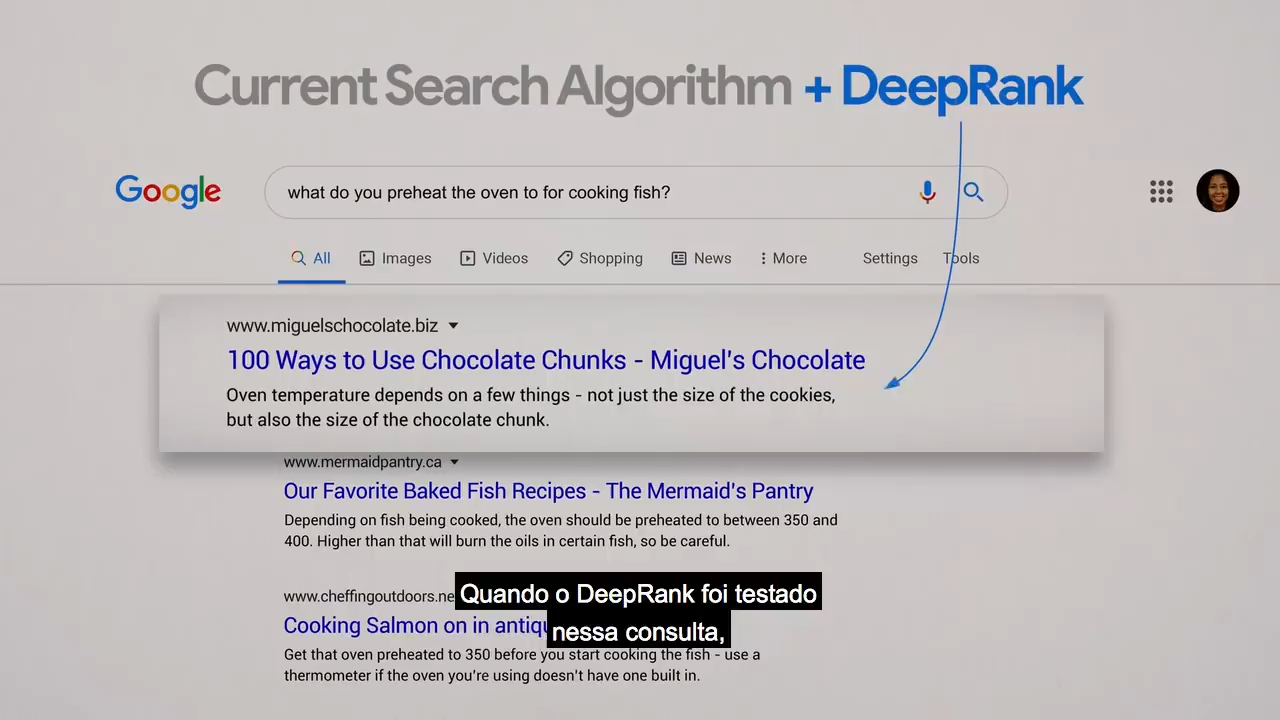 Current Search Algorithm + DeepRank
Google
what do you preheat the oven to for cooking fish?
All Images Videos Shopping News More Settings Tools
www.miguelschocolate.biz
100 Ways to Use Chocolate Chunks - Miguel's Chocolate
Oven temperature depends on a few things - not just the size of the cookies,
but also the size of the chocolate chunk.
www.mermaidpantry.ca
Our Favorite Baked Fish Recipes - The Mermaid's Pantry
Depending on fish being cooked, the oven should be preheated to between 350 and
400. Higher than that will burn the oils in certain fish, so be careful.
www.cheffingoutdoors.ne
Quando o DeepRank foi testado
nessa consulta,
Cooking Salmon on in
Get that oven preheated to 350 before you start cooking the fish - use a
thermometer if the oven you're using doesn't have one built in.